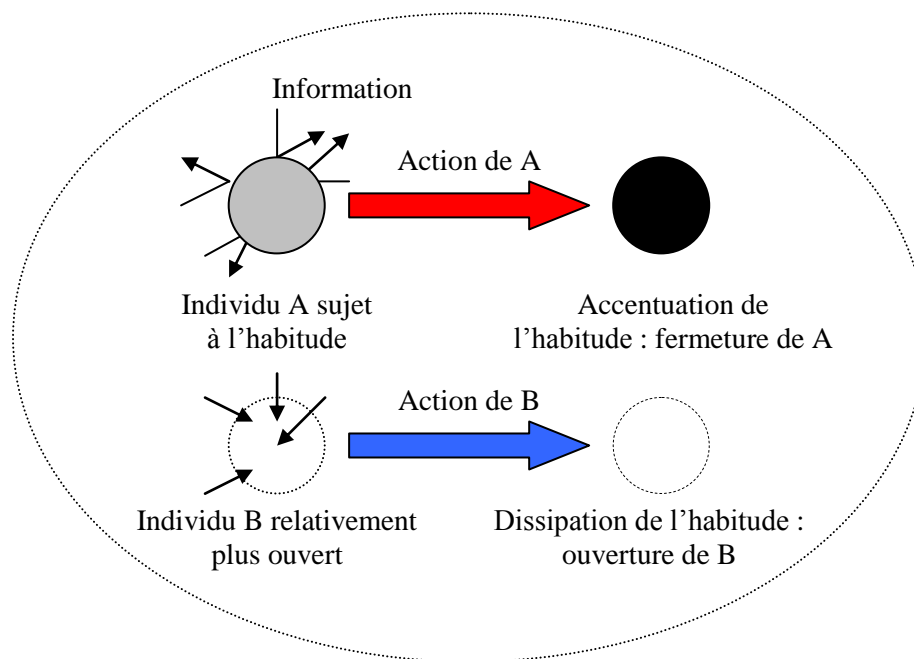 Information
Action de A
Individu A sujet
à l’habitude
Accentuation de
l’habitude : fermeture de A
Action de B
Individu B relativement
plus ouvert
Dissipation de l’habitude :
ouverture de B